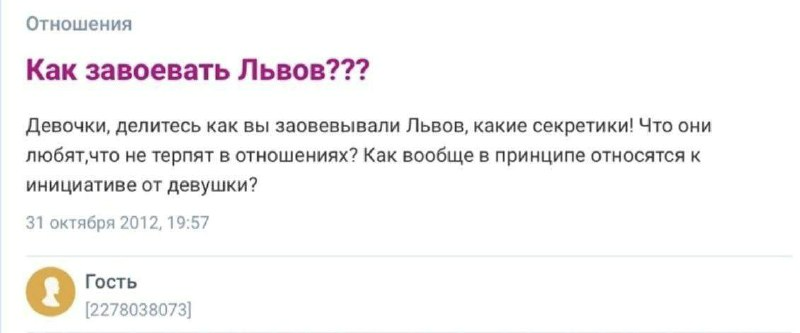 Отношения
Как завоевать Львов???
Девочки, делитесь как вы заовевывали Львов, какие секретики! Что они
любят,что не терпят в отношениях? Как вообще в принципе относятся к
инициативе от девушки?
31 октября 2012, 19:57
Гость
[2278038073]